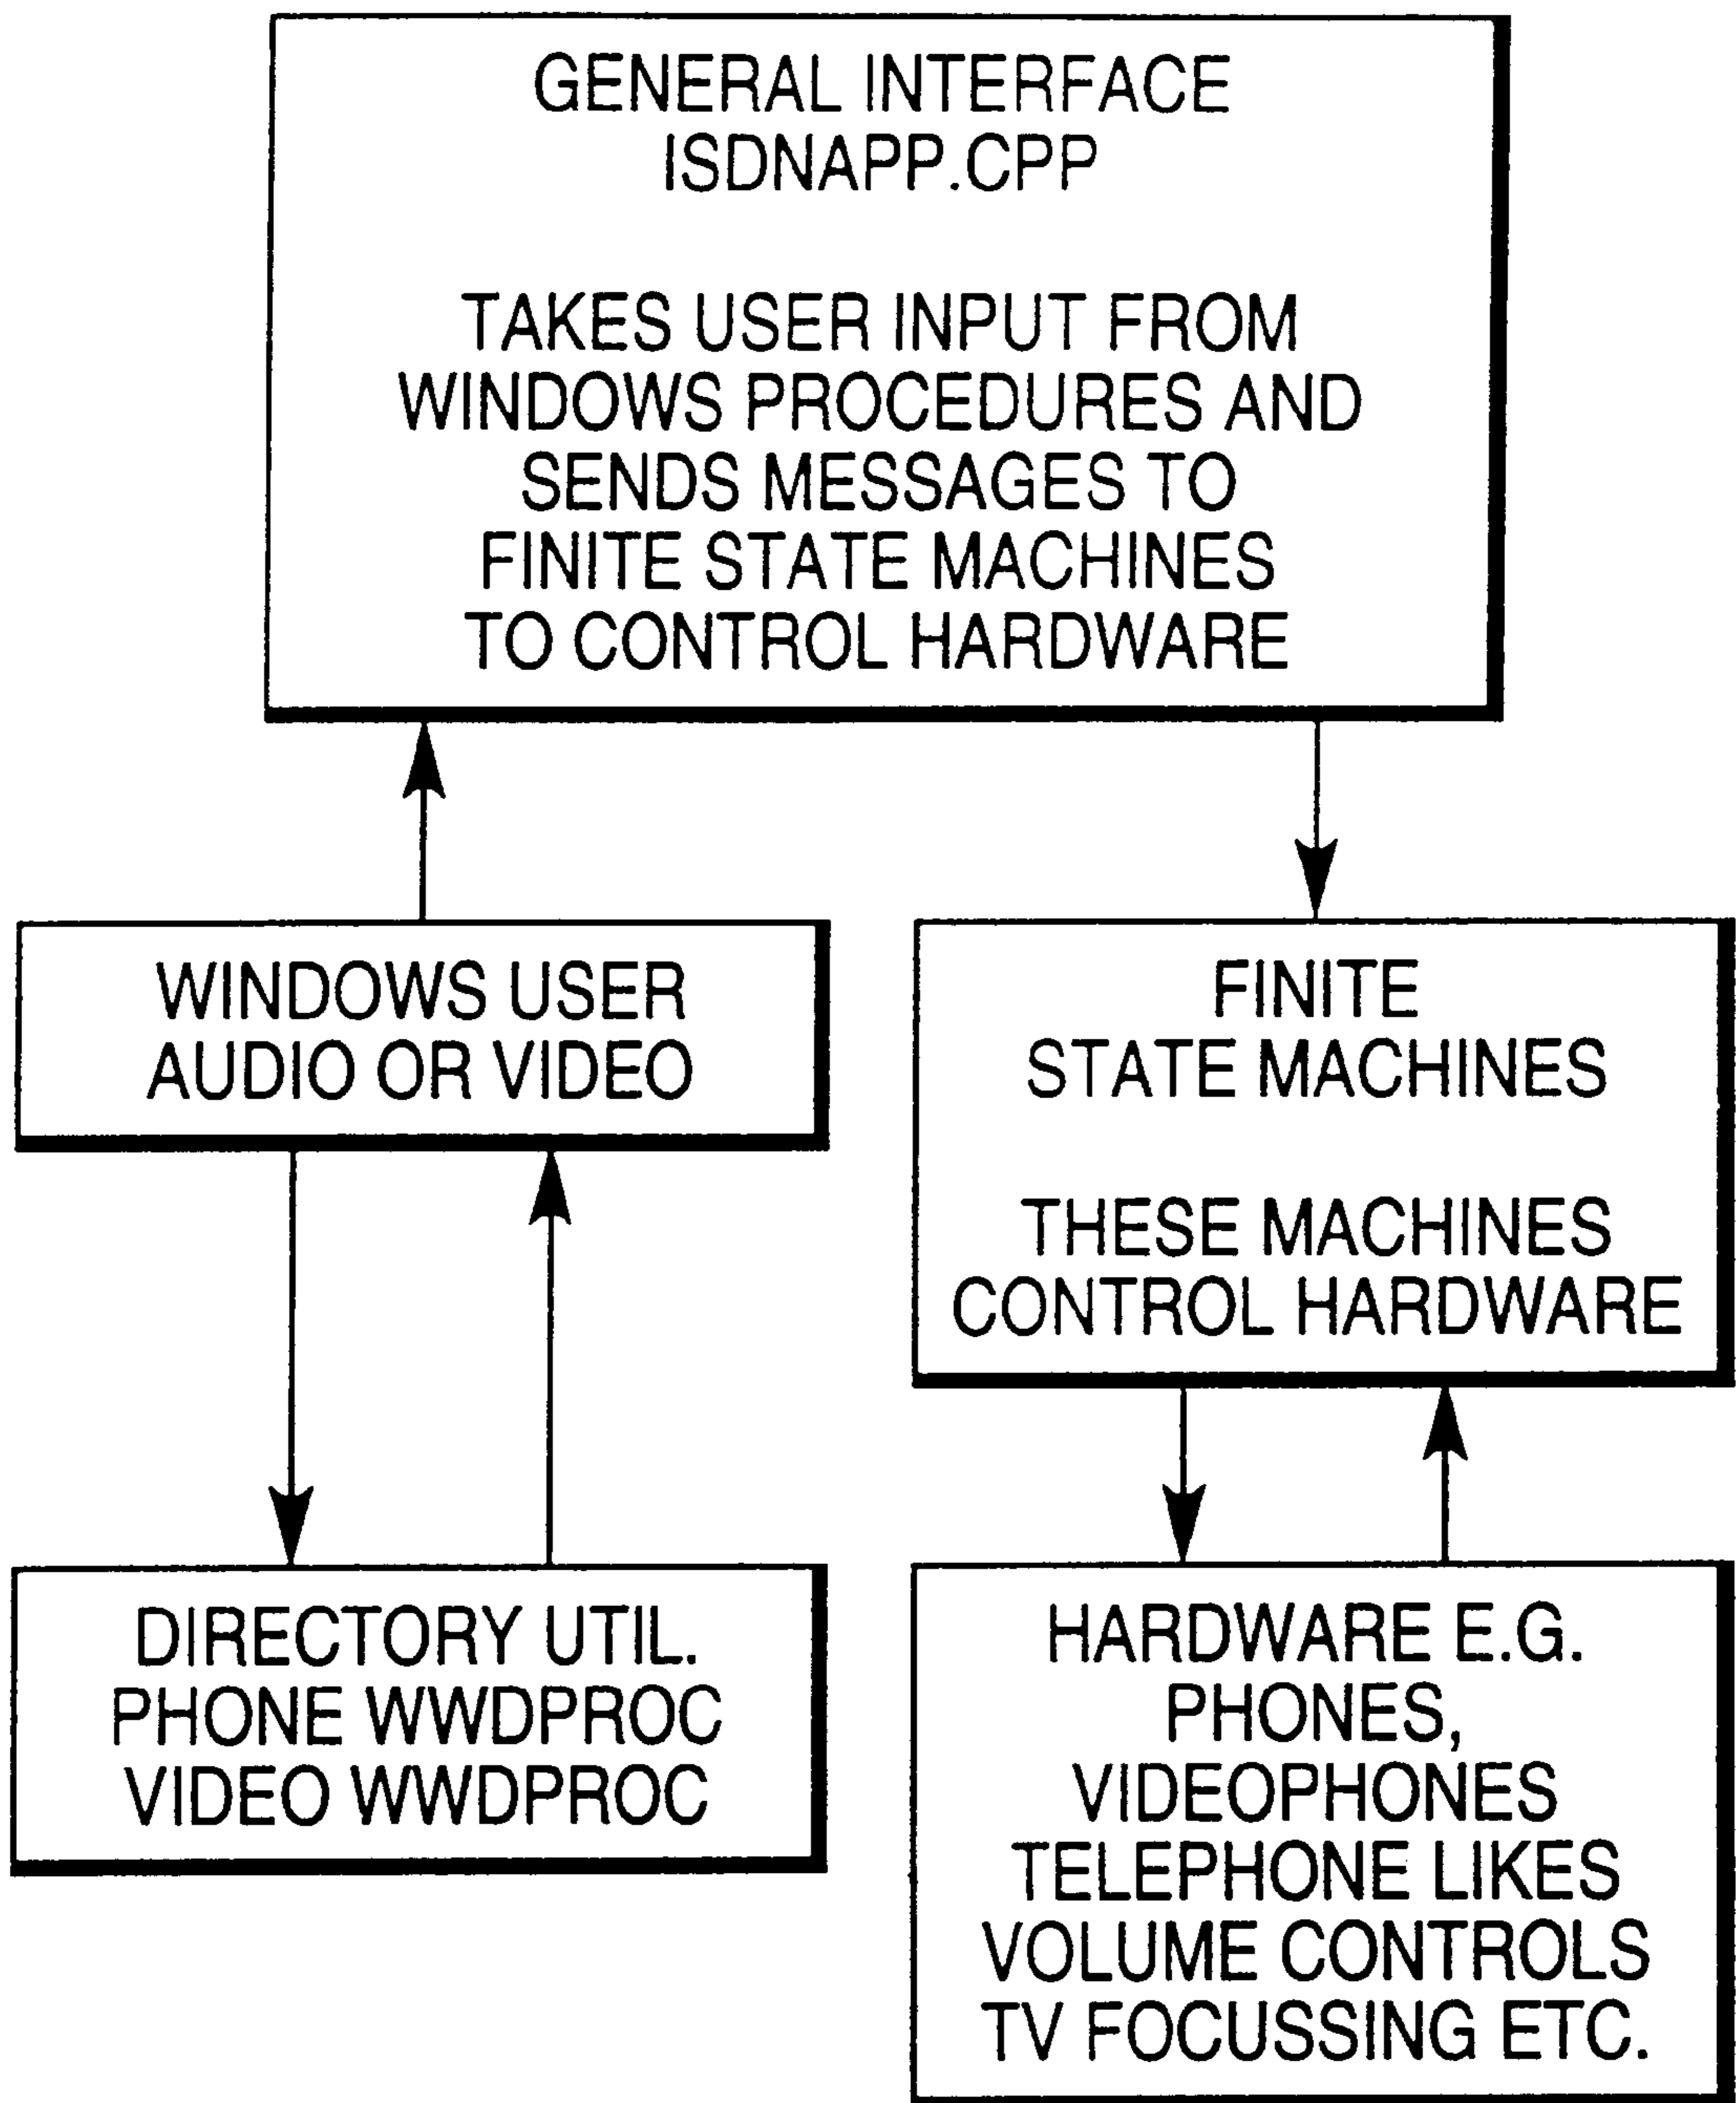 GENERAL INTERFACE
ISDNAPP.CPP
TAKES USER INPUT FROM
WINDOWS PROCEDURES AND
SENDS MESSAGES TO
FINITE STATE MACHINES
TO CONTROL HARDWARE
WINDOWS USER
AUDIO OR VIDEO
FINITE
STATE MACHINES
THESE MACHINES
CONTROL HARDWARE
DIRECTORY UTIL.
PHONE WWDPROC
VIDEO WWDPROC
HARDWARE E.G.
PHONES,
VIDEOPHONES
TELEPHONE LIKES
VOLUME CONTROLS
TV FOCUSSING ETC.